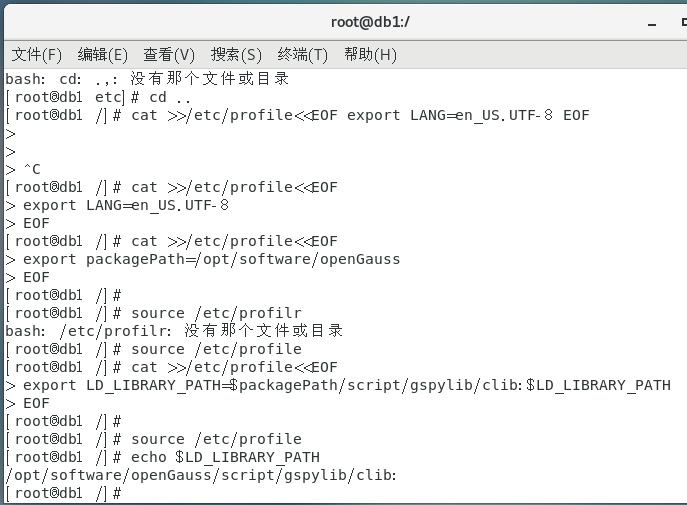 root@db1:/
文件(F) 编辑(E) 查看(V) 搜索(S) 终端(T) 帮助(H)
bash: cd: .,: 没有那个文件或目录
[root@db1 etc]# cd ..
[root@db1 /]# cat >>/etc/profile<<EOF export LANG=en_US.UTF-8 EOF
>
>
> ^C
[root@db1 /]# cat >>/etc/profile<<EOF
> export LANG=en_US.UTF-8
> EOF
[root@db1 /]# cat >>/etc/profile<<EOF
> export packagePath=/opt/software/openGauss
> EOF
[root@db1 /]#
[root@db1 /]# source /etc/profilr
bash: /etc/profilr: 没有那个文件或目录
[root@db1 /]# source /etc/profile
[root@db1 /]# cat >>/etc/profile<<EOF
> export LD_LIBRARY_PATH=$packagePath/script/gspylib/clib:$LD_LIBRARY_PATH
> EOF
[root@db1 /]#
[root@db1 /]# source /etc/profile
[root@db1 /]# echo $LD_LIBRARY_PATH
/opt/software/openGauss/script/gspylib/clib:
[root@db1 /]#